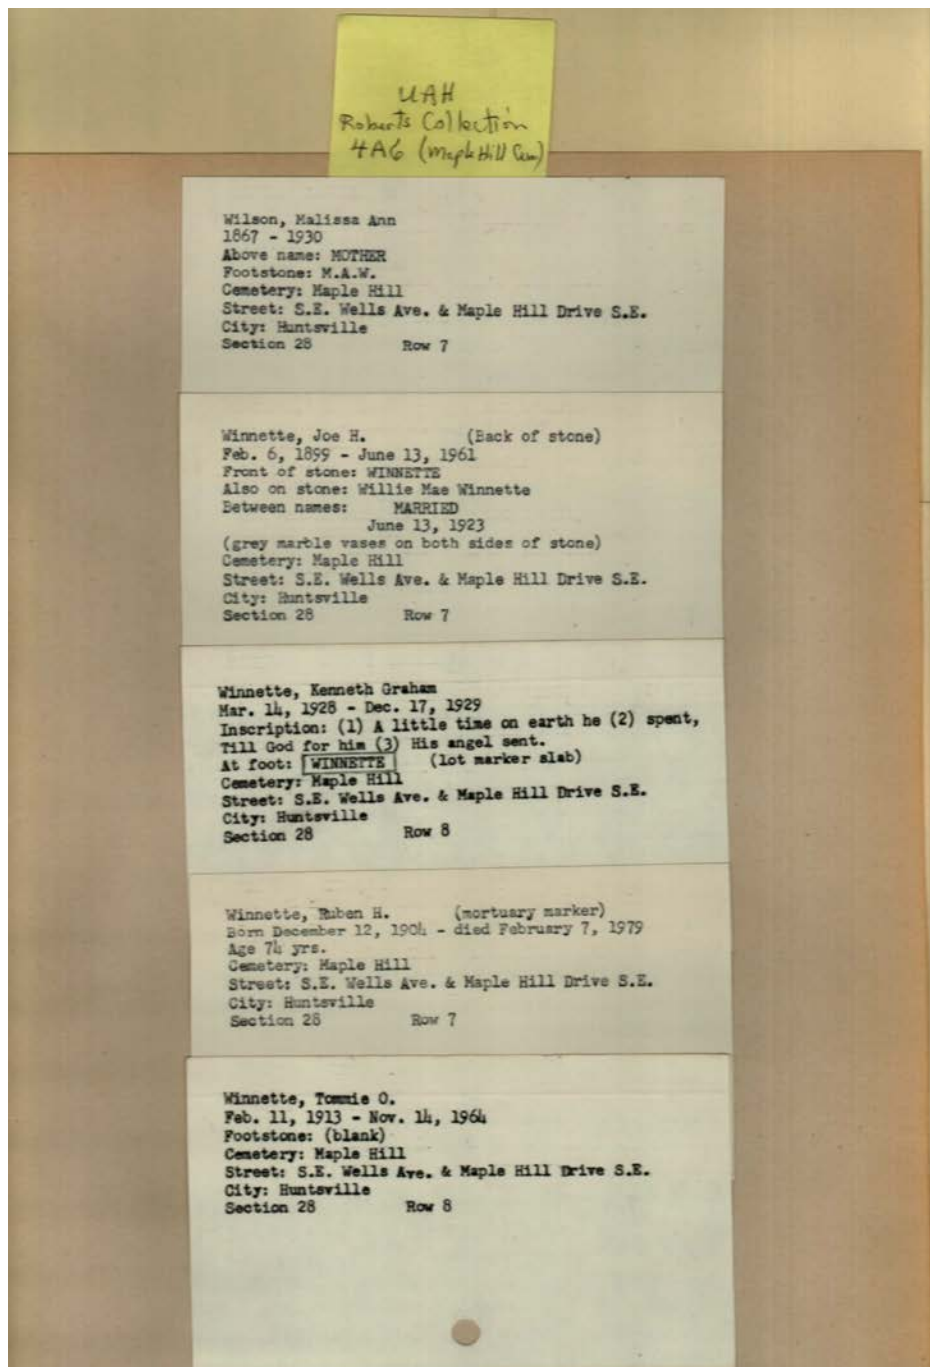 UAH
Roberts Collection
4A6 (Maple Hill Cem)
Wilson, Malissa Ann
1867 - 1930
Above name: MOTHER
Footstone: M.A.W.
Cemetery: Maple Hill
Street: S.E. Wells Ave. & Maple Hill Drive S.E.
City: Huntsville
Section 28 Row 7
Winnette, Joe H. (Back of stone)
Feb. 6, 1899 - June 13, 1961
Front of stone: WINNETTE
Also on stone: Willie Mae Winnette
Between names: MARRIED
June 13, 1923
(grey marble vases on both sides of stone)
Cemetery: Maple Hill
Street: S.E. Wells Ave. & Maple Hill Drive S.E.
City: Huntsville
Section 28 Row 7
Winnette, Kenneth Graham
Mar. 14, 1928 - Dec. 17, 1929
Inscription: (1) A little time on earth he (2) spent,
Till God for him (3) His angel sent.
At foot: WINNETTE (lot marker slab)
Cemetery: Maple Hill
Street: S.E. Wells Ave. & Maple Hill Drive S.E.
City: Huntsville
Section 28 Row 8
Winnette, Ruben H. (mortuary marker)
Born December 12, 1904 - died February 7, 1979
Age 74 yrs.
Cemetery: Maple Hill
Street: S.E. Wells Ave. & Maple Hill Drive S.E.
City: Huntsville
Section 28 Row 7
Winnette, Tommie O.
Feb. 11, 1913 - Nov. 14, 1964
Footstone: (blank)
Cemetery: Maple Hill
Street: S.E. Wells Ave. & Maple Hill Drive S.E.
City: Huntsville
Section 28 Row 8